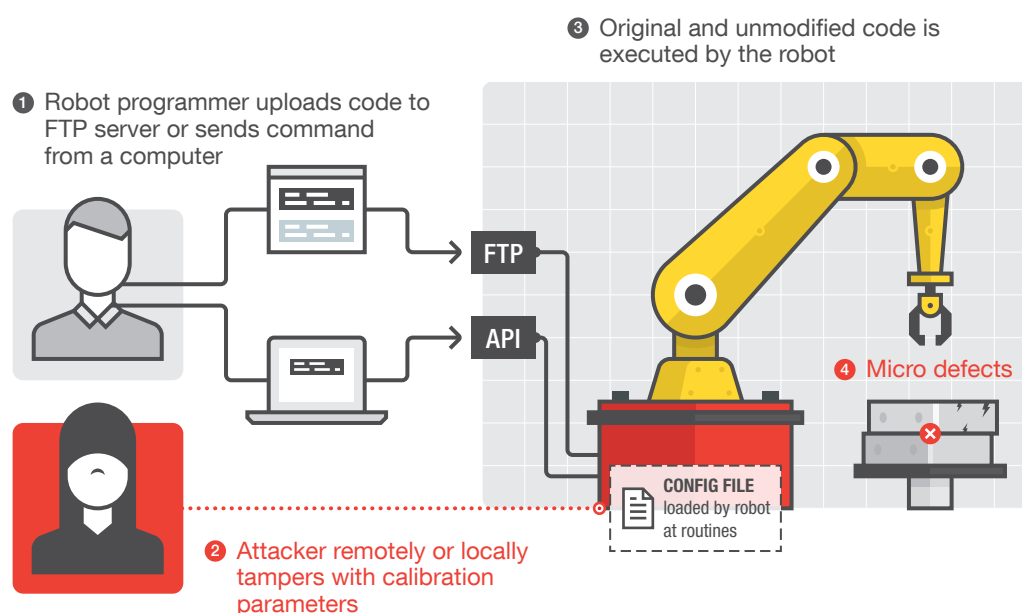 3 Original and unmodified code is
executed by the robot
1 Robot programmer uploads code to
FTP server or sends command
from a computer
FTP
API
4 Micro defects
CONFIG FILE
loaded by robot
at routines
2 Attacker remotely or locally
tampers with calibration
parameters